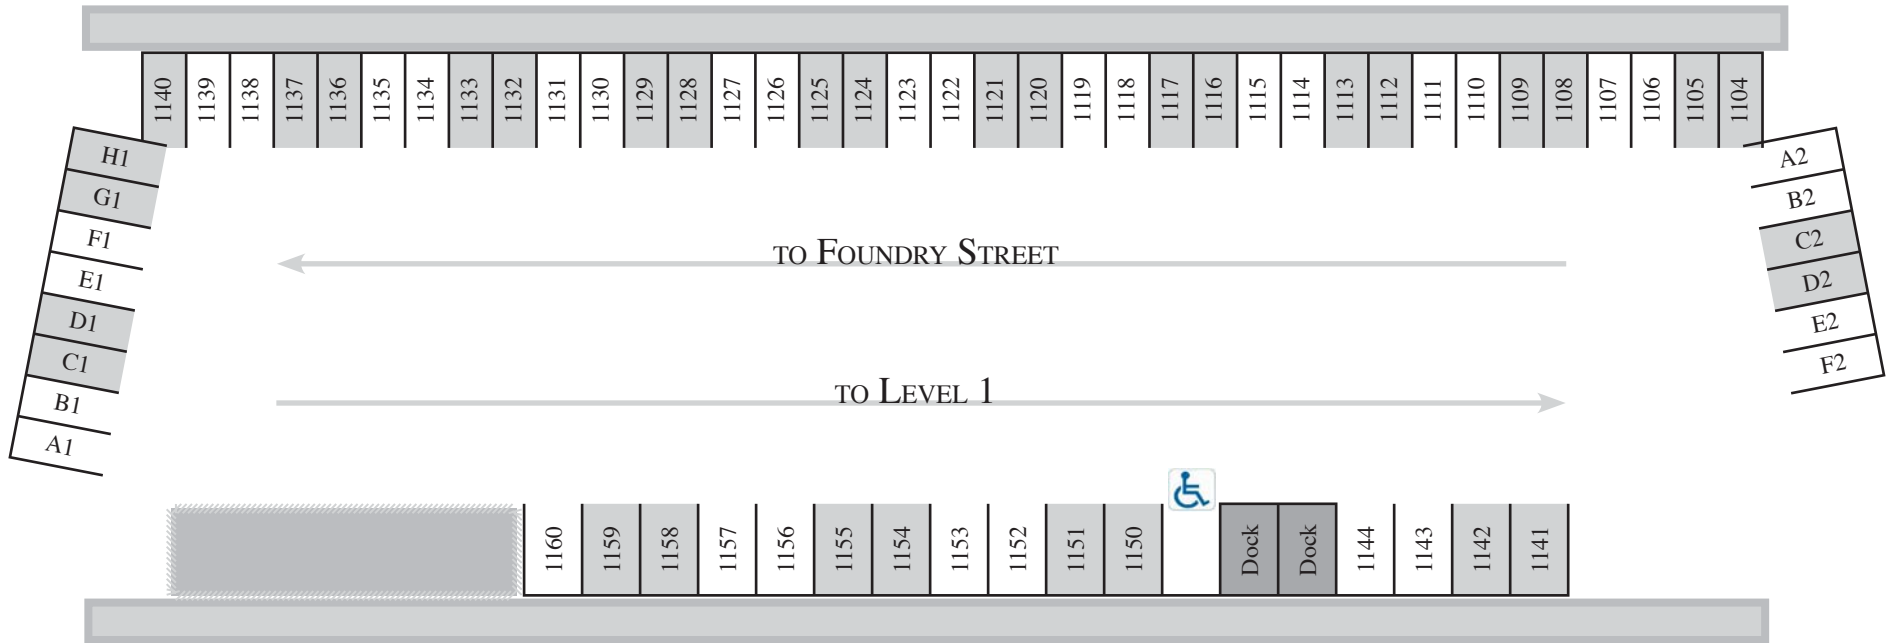 1140 1139 1138 1137 1136 1135 1134 1133 1132 1131 1130 1129 1128 1127 1126 1125 1124 1123 1122 1121 1120 1119 1118 1117 1116 1115 1114 1113 1112 1111 1110 1109 1108 1107 1106 1105 1104
H1
G1
F1
E1
D1
C1
B1
A1
TO FOUNDRY STREET
TO LEVEL 1
A2
B2
C2
D2
E2
F2
1160 1159 1158 1157 1156 1155 1154 1153 1152 1151 1150 Dock Dock 1144 1143 1142 1141